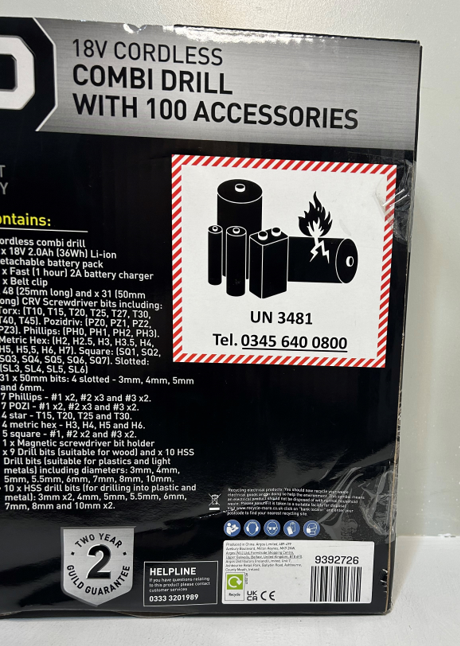 18V CORDLESS
COMBI DRILL
WITH 100 ACCESSORIES
ontains:
ordless combi drill
x 18V 2.0Ah (36Wh) Li-ion
etachable battery pack
x Fast (1 hour) 2A battery charger
x Belt clip
48 (25mm long) and x 31 (50mm
ong) CRV Screwdriver bits including:
Torx: (T10, T15, T20, T25, T27, T30,
T40, T45). Pozidriv: (PZ0, PZ1, PZ2,
PZ3). Phillips: (PH0, PH1, PH2, PH3).
Metric Hex: (H2, H2.5, H3, H3.5, H4,
H5, H5.5, H6, H7). Square: (SQ1, SQ2,
SQ3, SQ4, SQ5, SQ6, SQ7). Slotted:
(SL3, SL4, SL5, SL6)
31 x 50mm bits: 4 slotted - 3mm, 4mm, 5mm
and 6mm.
7 Phillips - #1 x2, #2 x3 and #3 x2.
7 POZI - #1 x2, #2 x3 and #3 x2.
4 star - T15, T20, T25 and T30.
4 metric hex - H3, H4, H5 and H6.
5 square - #1, #2 x2 and #3 x2.
1 x Magnetic screwdriver bit holder
x 9 Drill bits (suitable for wood) and x 10 HSS
Drill bits (suitable for plastics and light
metals) including diameters: 3mm, 4mm,
5mm, 5.5mm, 6mm, 7mm, 8mm, 10mm.
10 x HSS drill bits (for drilling into plastic and
metal): 3mm x2, 4mm, 5mm, 5.5mm, 6mm,
7mm, 8mm and 10mm x2.
UN 3481
Tel. 0345 640 0800
TWO YEAR
2
GUILD GUARANTEE
HELPLINE
If you have questions relating
to this product please contact
customer services
0333 3201989
Recycle
UK
CA CE
9392726